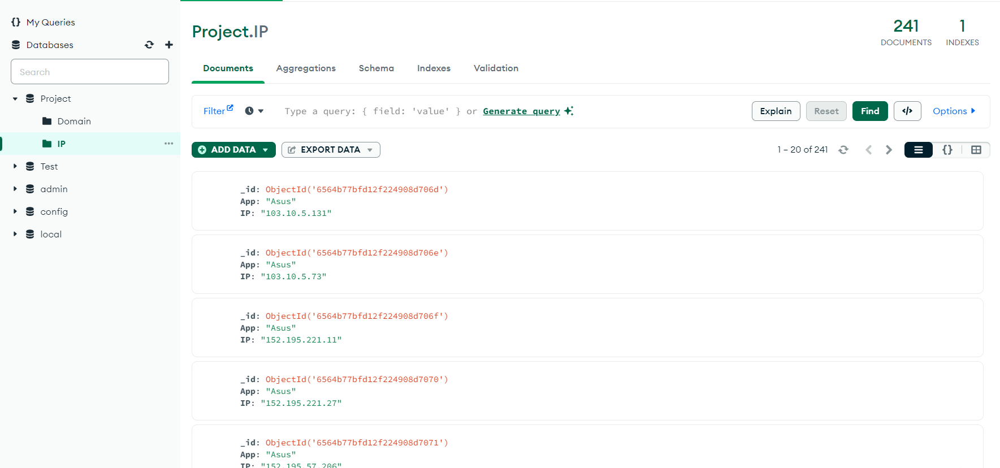 My Queries
Databases
Search
Project
Domain
IP
Test
admin
config
local
Project.IP
241
DOCUMENTS
1
INDEXES
Documents Aggregations Schema Indexes Validation
Filter Type a query: { field: 'value' } or Generate query Explain Reset Find </> Options
ADD DATA EXPORT DATA 1 – 20 of 241 {}
_id: ObjectId('6564b77bfd12f224908d706d')
App: "Asus"
IP: "103.10.5.131"
_id: ObjectId('6564b77bfd12f224908d706e')
App: "Asus"
IP: "103.10.5.73"
_id: ObjectId('6564b77bfd12f224908d706f')
App: "Asus"
IP: "152.195.221.11"
_id: ObjectId('6564b77bfd12f224908d7070')
App: "Asus"
IP: "152.195.221.27"
_id: ObjectId('6564b77bfd12f224908d7071')
App: "Asus"
IP: "152.195.57.206"